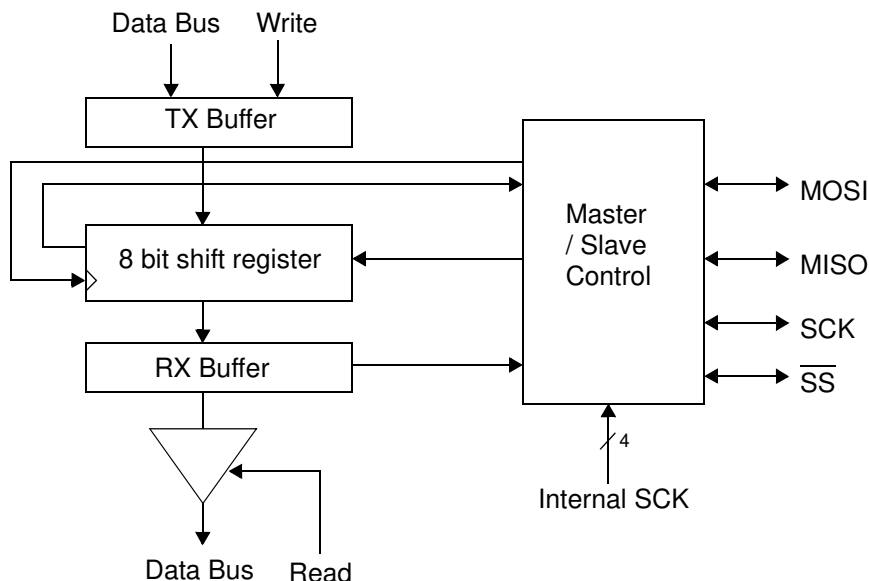 Data Bus Write
TX Buffer
Master
/ Slave
Control
MOSI
8 bit shift register
MISO
SCK
RX Buffer
SS
4
Internal SCK
Data Bus Read